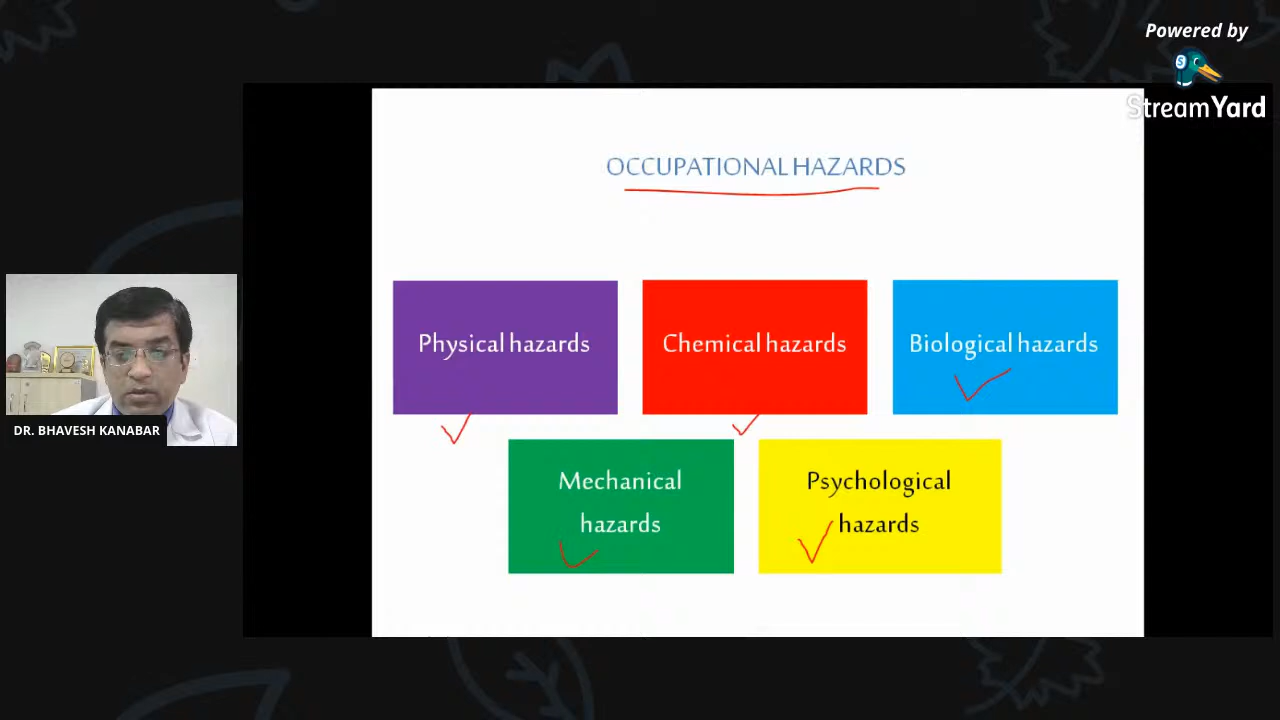 Powered by
StreamYard
OCCUPATIONAL HAZARDS
Physical hazards
Chemical hazards
Biological hazards
Mechanical
hazards
Psychological
hazards
DR. BHAVESH KANABAR